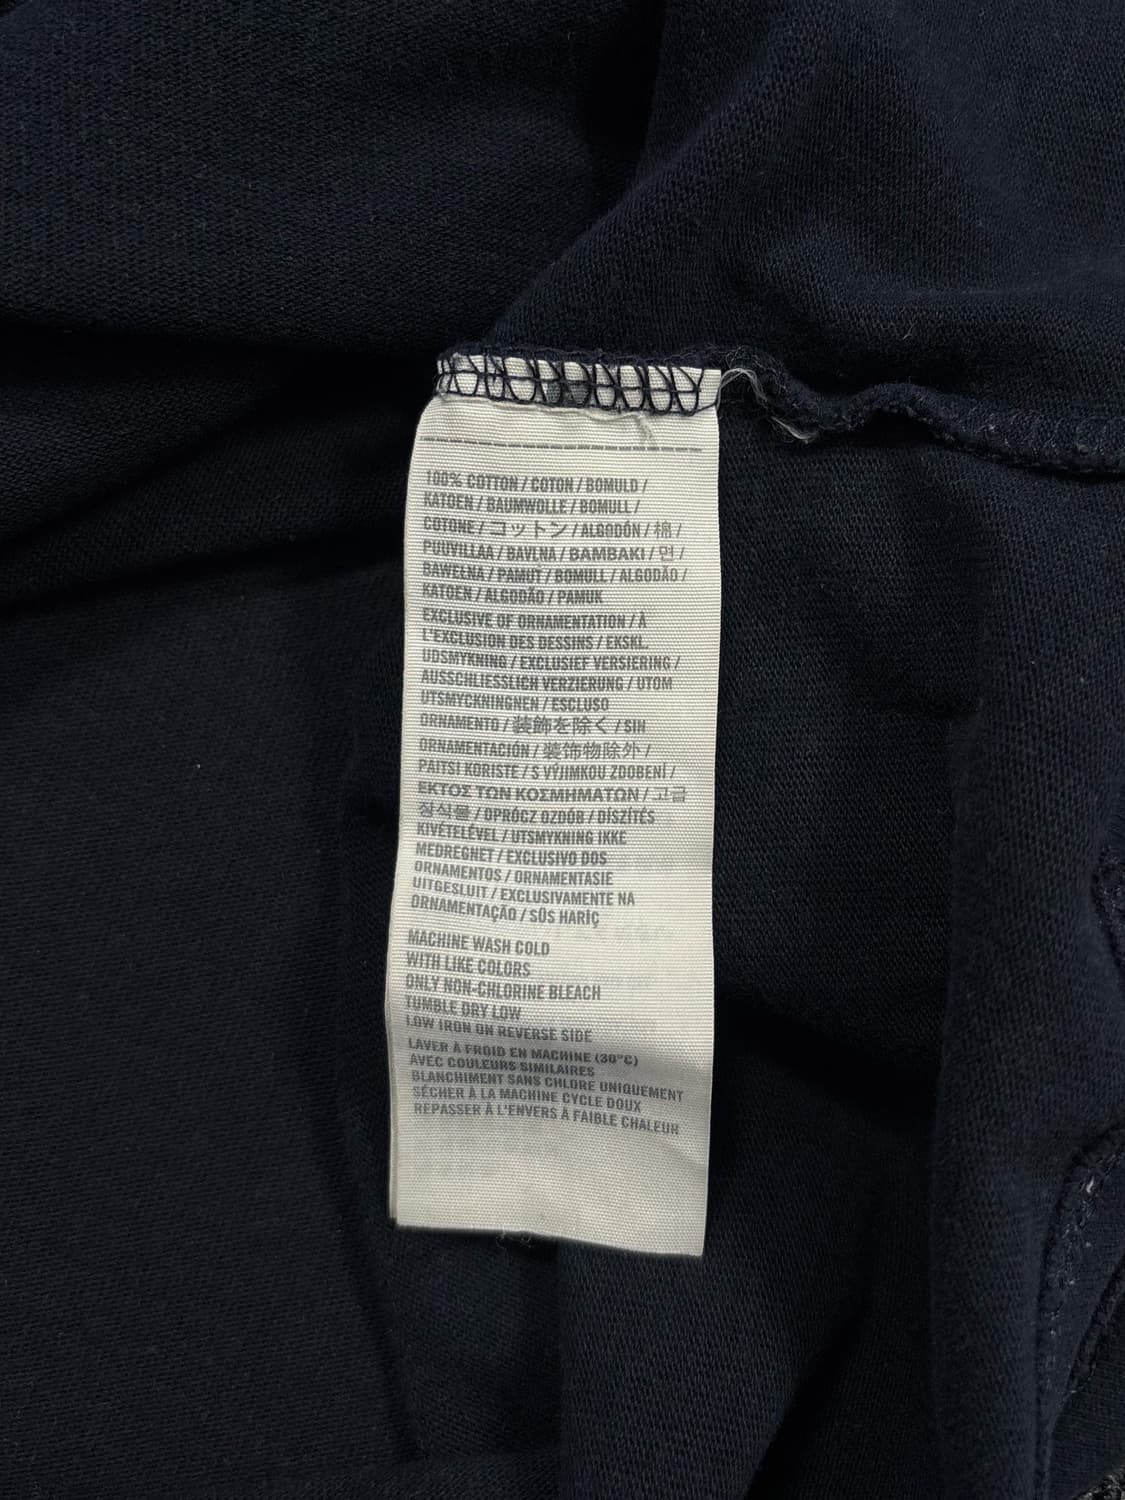 100% COTTON / COTON / BOMULD /
KATOEN / BAUMWOLLE / BOMULL /
COTONE / コットン / ALGODÓN / 棉 /
PUUVILLAA / BAVLNA / BAMBAKI / 면 /
BAWEŁNA / PAMUT / BOMULL / ALGODÃO /
KATOEN / ALGODÃO / PAMUK
EXCLUSIVE OF ORNAMENTATION / À
L'EXCLUSION DES DESSINS / EKSKL.
UDSMYKNING / EXCLUSIEF VERSIERING /
AUSSCHLIESSLICH VERZIERUNG / UTOM
UTSMYCKNINGNEN / ESCLUSO
ORNAMENTO / 装飾を除く / SIN
ORNAMENTACIÓN / 装饰物除外 /
PAITSI KORISTE / S VÝJIMKOU ZDOBENÍ /
ΕΚΤΟΣ ΤΩΝ ΚΟΣΜΗΜΑΤΩΝ / 고급
장식물 / OPRÓCZ OZDÓB / DÍSZÍTÉS
KIVÉTELÉVEL / UTSMYKNING IKKE
MEDREGNET / EXCLUSIVO DOS
ORNAMENTOS / ORNAMENTASIE
UITGESLUIT / EXCLUSIVAMENTE NA
ORNAMENTAÇÃO / SÜS HARİÇ
MACHINE WASH COLD
WITH LIKE COLORS
ONLY NON-CHLORINE BLEACH
TUMBLE DRY LOW
LOW IRON ON REVERSE SIDE
LAVER À FROID EN MACHINE (30°C)
AVEC COULEURS SIMILAIRES
BLANCHIMENT SANS CHLORE UNIQUEMENT
SÉCHER À LA MACHINE CYCLE DOUX
REPASSER À L'ENVERS À FAIBLE CHALEUR